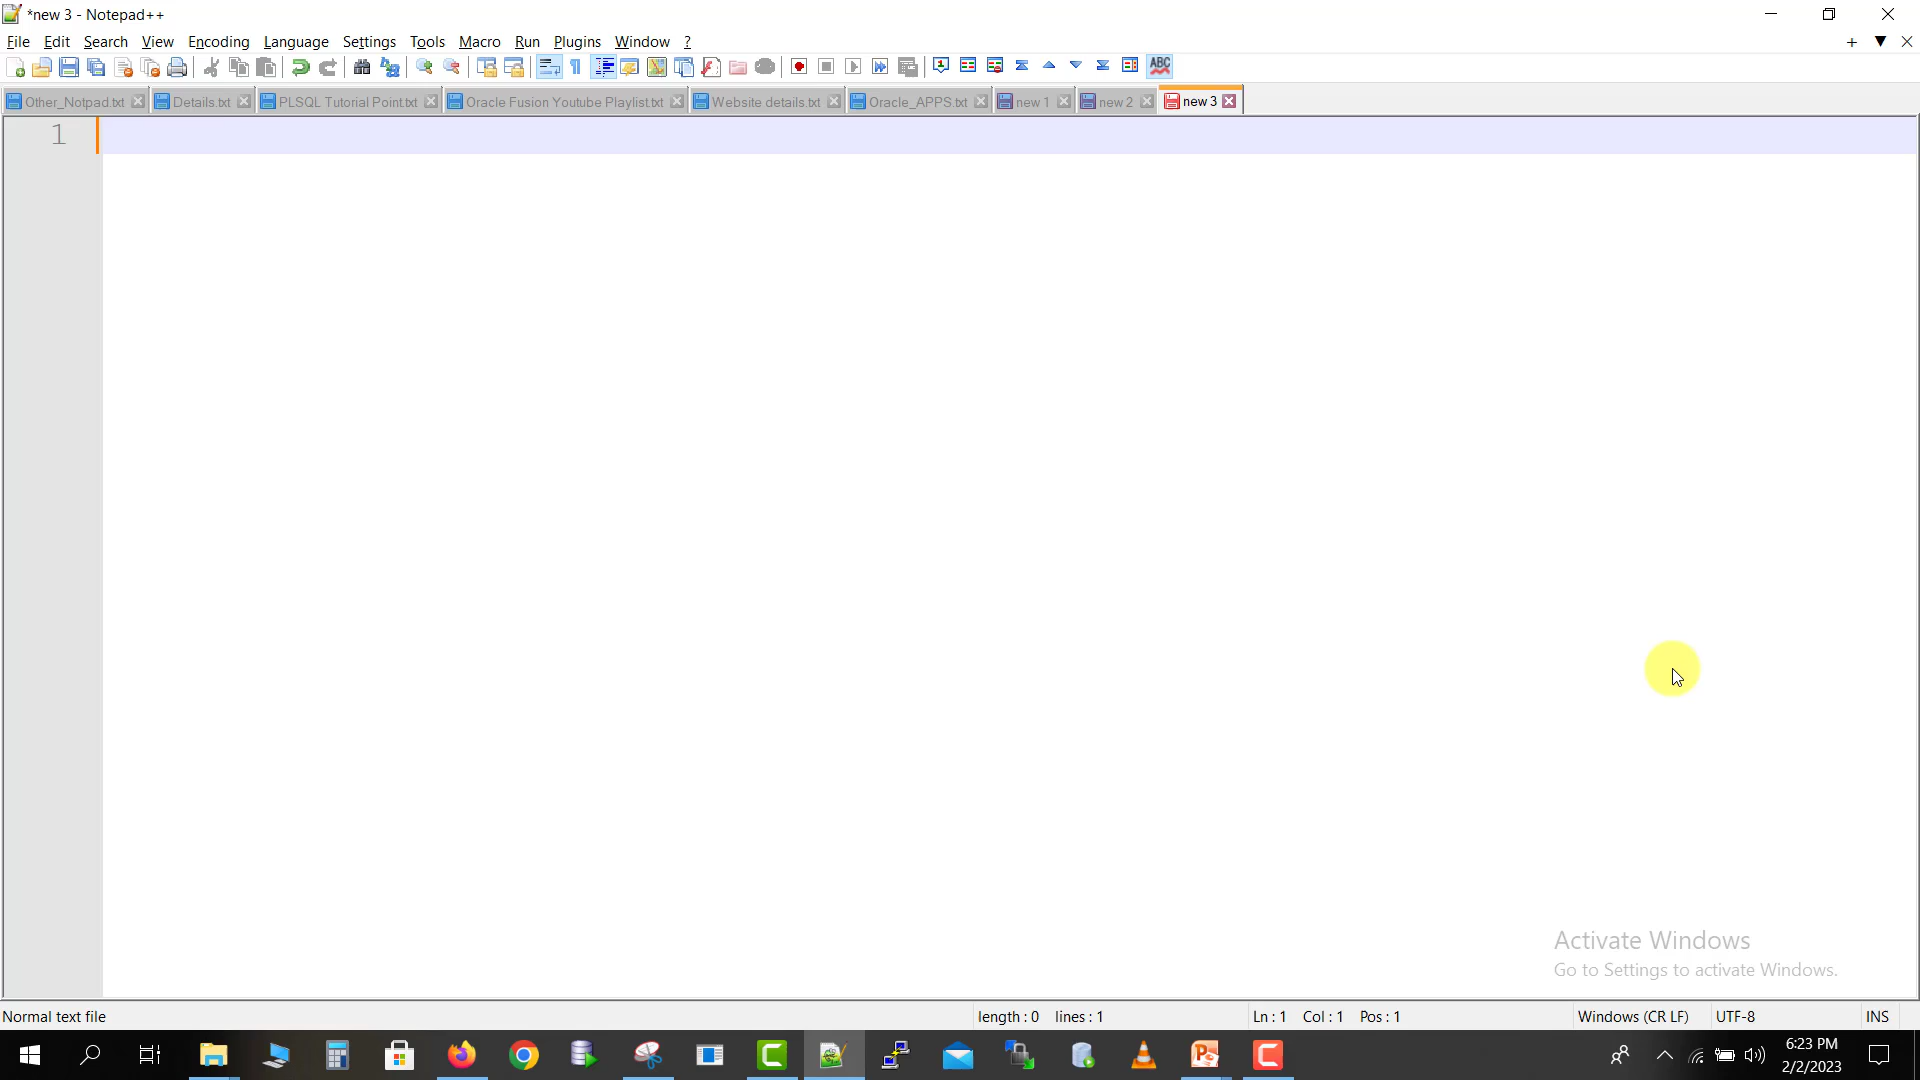 *new 3 - Notepad++
File Edit Search View Encoding Language Settings Tools Macro Run Plugins Window ?
ABC
Other_Notpad.txt Details.txt PLSQL Tutorial Point.txt Oracle Fusion Youtube Playlist.txt Website details.txt Oracle_APPS.txt new 1 new 2 new 3
1
Activate Windows
Go to Settings to activate Windows.
Normal text file length : 0 lines : 1 Ln : 1 Col : 1 Pos : 1 Windows (CR LF) UTF-8 INS
6:23 PM
2/2/2023